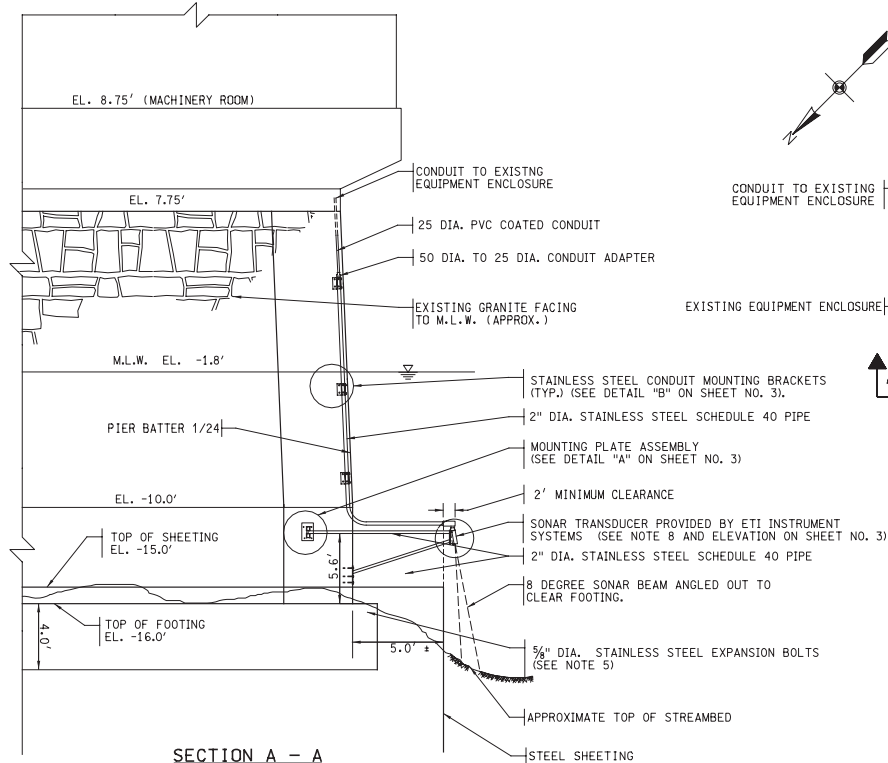 EL. 8.75' (MACHINERY ROOM)
EL. 7.75'
CONDUIT TO EXISTNG
EQUIPMENT ENCLOSURE
25 DIA. PVC COATED CONDUIT
50 DIA. TO 25 DIA. CONDUIT ADAPTER
EXISTING GRANITE FACING
TO M.L.W. (APPROX.)
N
CONDUIT TO EXISTING
EQUIPMENT ENCLOSURE
EXISTING EQUIPMENT ENCLOSURE
M.L.W. EL. -1.8'
STAINLESS STEEL CONDUIT MOUNTING BRACKETS
(TYP.) (SEE DETAIL "B" ON SHEET NO. 3).
2" DIA. STAINLESS STEEL SCHEDULE 40 PIPE
PIER BATTER 1/24
MOUNTING PLATE ASSEMBLY
(SEE DETAIL "A" ON SHEET NO. 3)
EL. -10.0'
2' MINIMUM CLEARANCE
SONAR TRANSDUCER PROVIDED BY ETI INSTRUMENT
SYSTEMS (SEE NOTE 8 AND ELEVATION ON SHEET NO. 3)
TOP OF SHEETING
EL. -15.0'
5.6'
2" DIA. STAINLESS STEEL SCHEDULE 40 PIPE
8 DEGREE SONAR BEAM ANGLED OUT TO
CLEAR FOOTING.
TOP OF FOOTING
EL. -16.0'
4.0'
5.0' ±
5/8" DIA. STAINLESS STEEL EXPANSION BOLTS
(SEE NOTE 5)
APPROXIMATE TOP OF STREAMBED
STEEL SHEETING
SECTION A - A